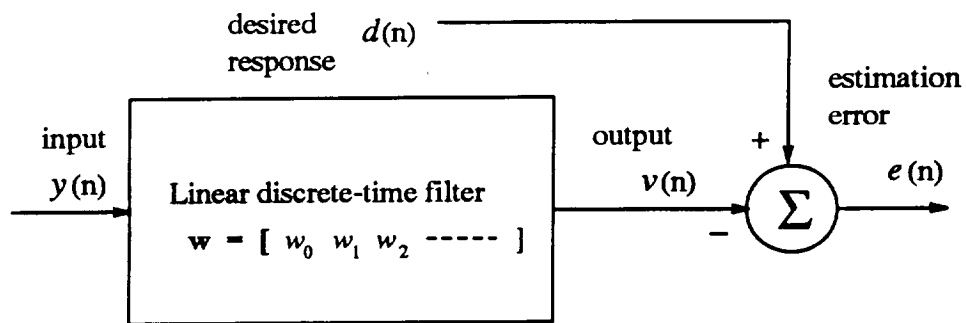 desired
response
d(n)
estimation
error
input
y(n)
Linear discrete-time filter
w = [ w₀ w₁ w₂ ----- ]
output
v(n)
+
−
Σ
e(n)